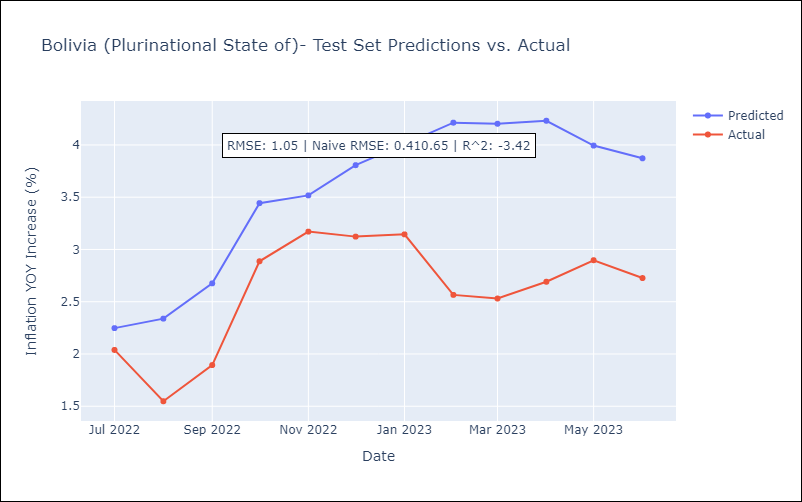 Bolivia (Plurinational State of)- Test Set Predictions vs. Actual
Predicted
Actual
RMSE: 1.05 | Naive RMSE: 0.410.65 | R^2: -3.42
Inflation YOY Increase (%)
4
3.5
3
2.5
2
1.5
Jul 2022
Sep 2022
Nov 2022
Jan 2023
Mar 2023
May 2023
Date